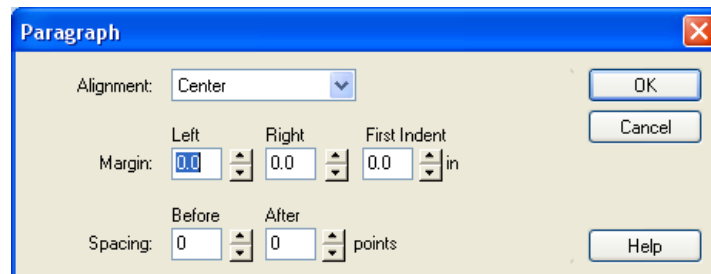 Paragraph
Alignment: Center OK
Cancel
Left Right First Indent
Margin: 0.0 0.0 0.0 in
Before After
Spacing: 0 0 points Help